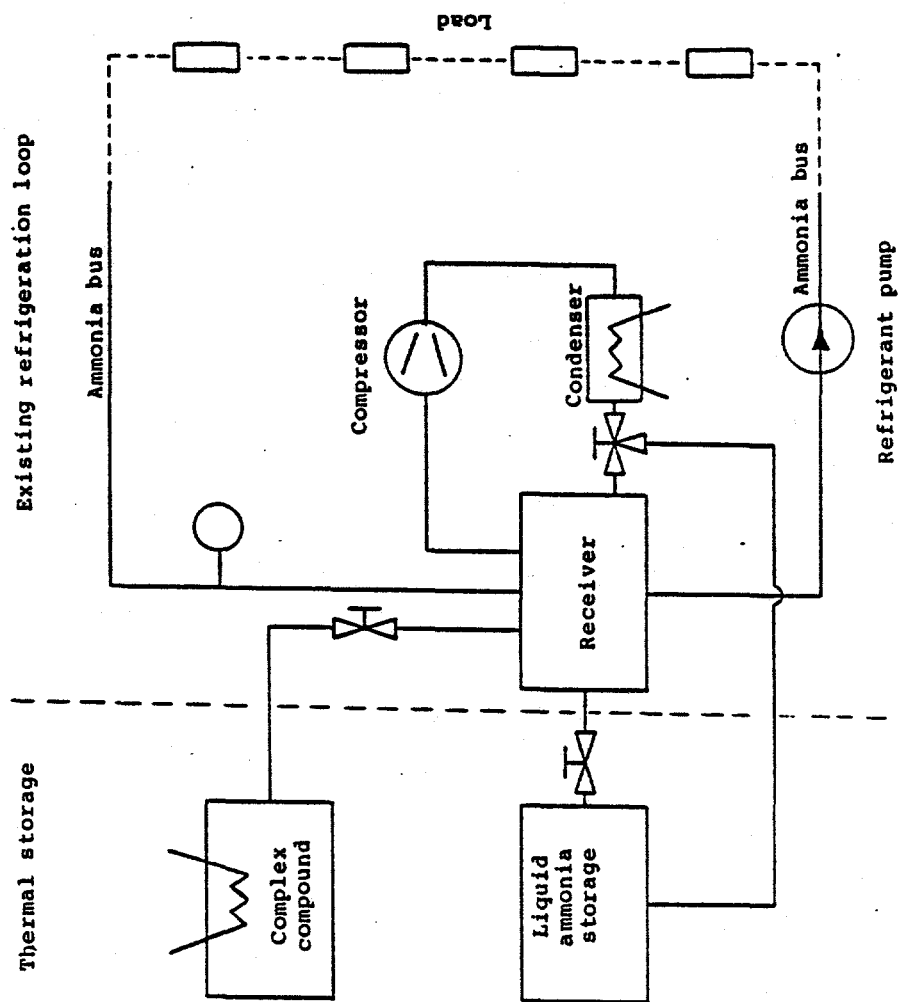 Thermal storage
Existing refrigeration loop
Complex
compound
Ammonia bus
Load
Compressor
Condenser
Liquid
ammonia
storage
Receiver
Ammonia bus
Refrigerant pump